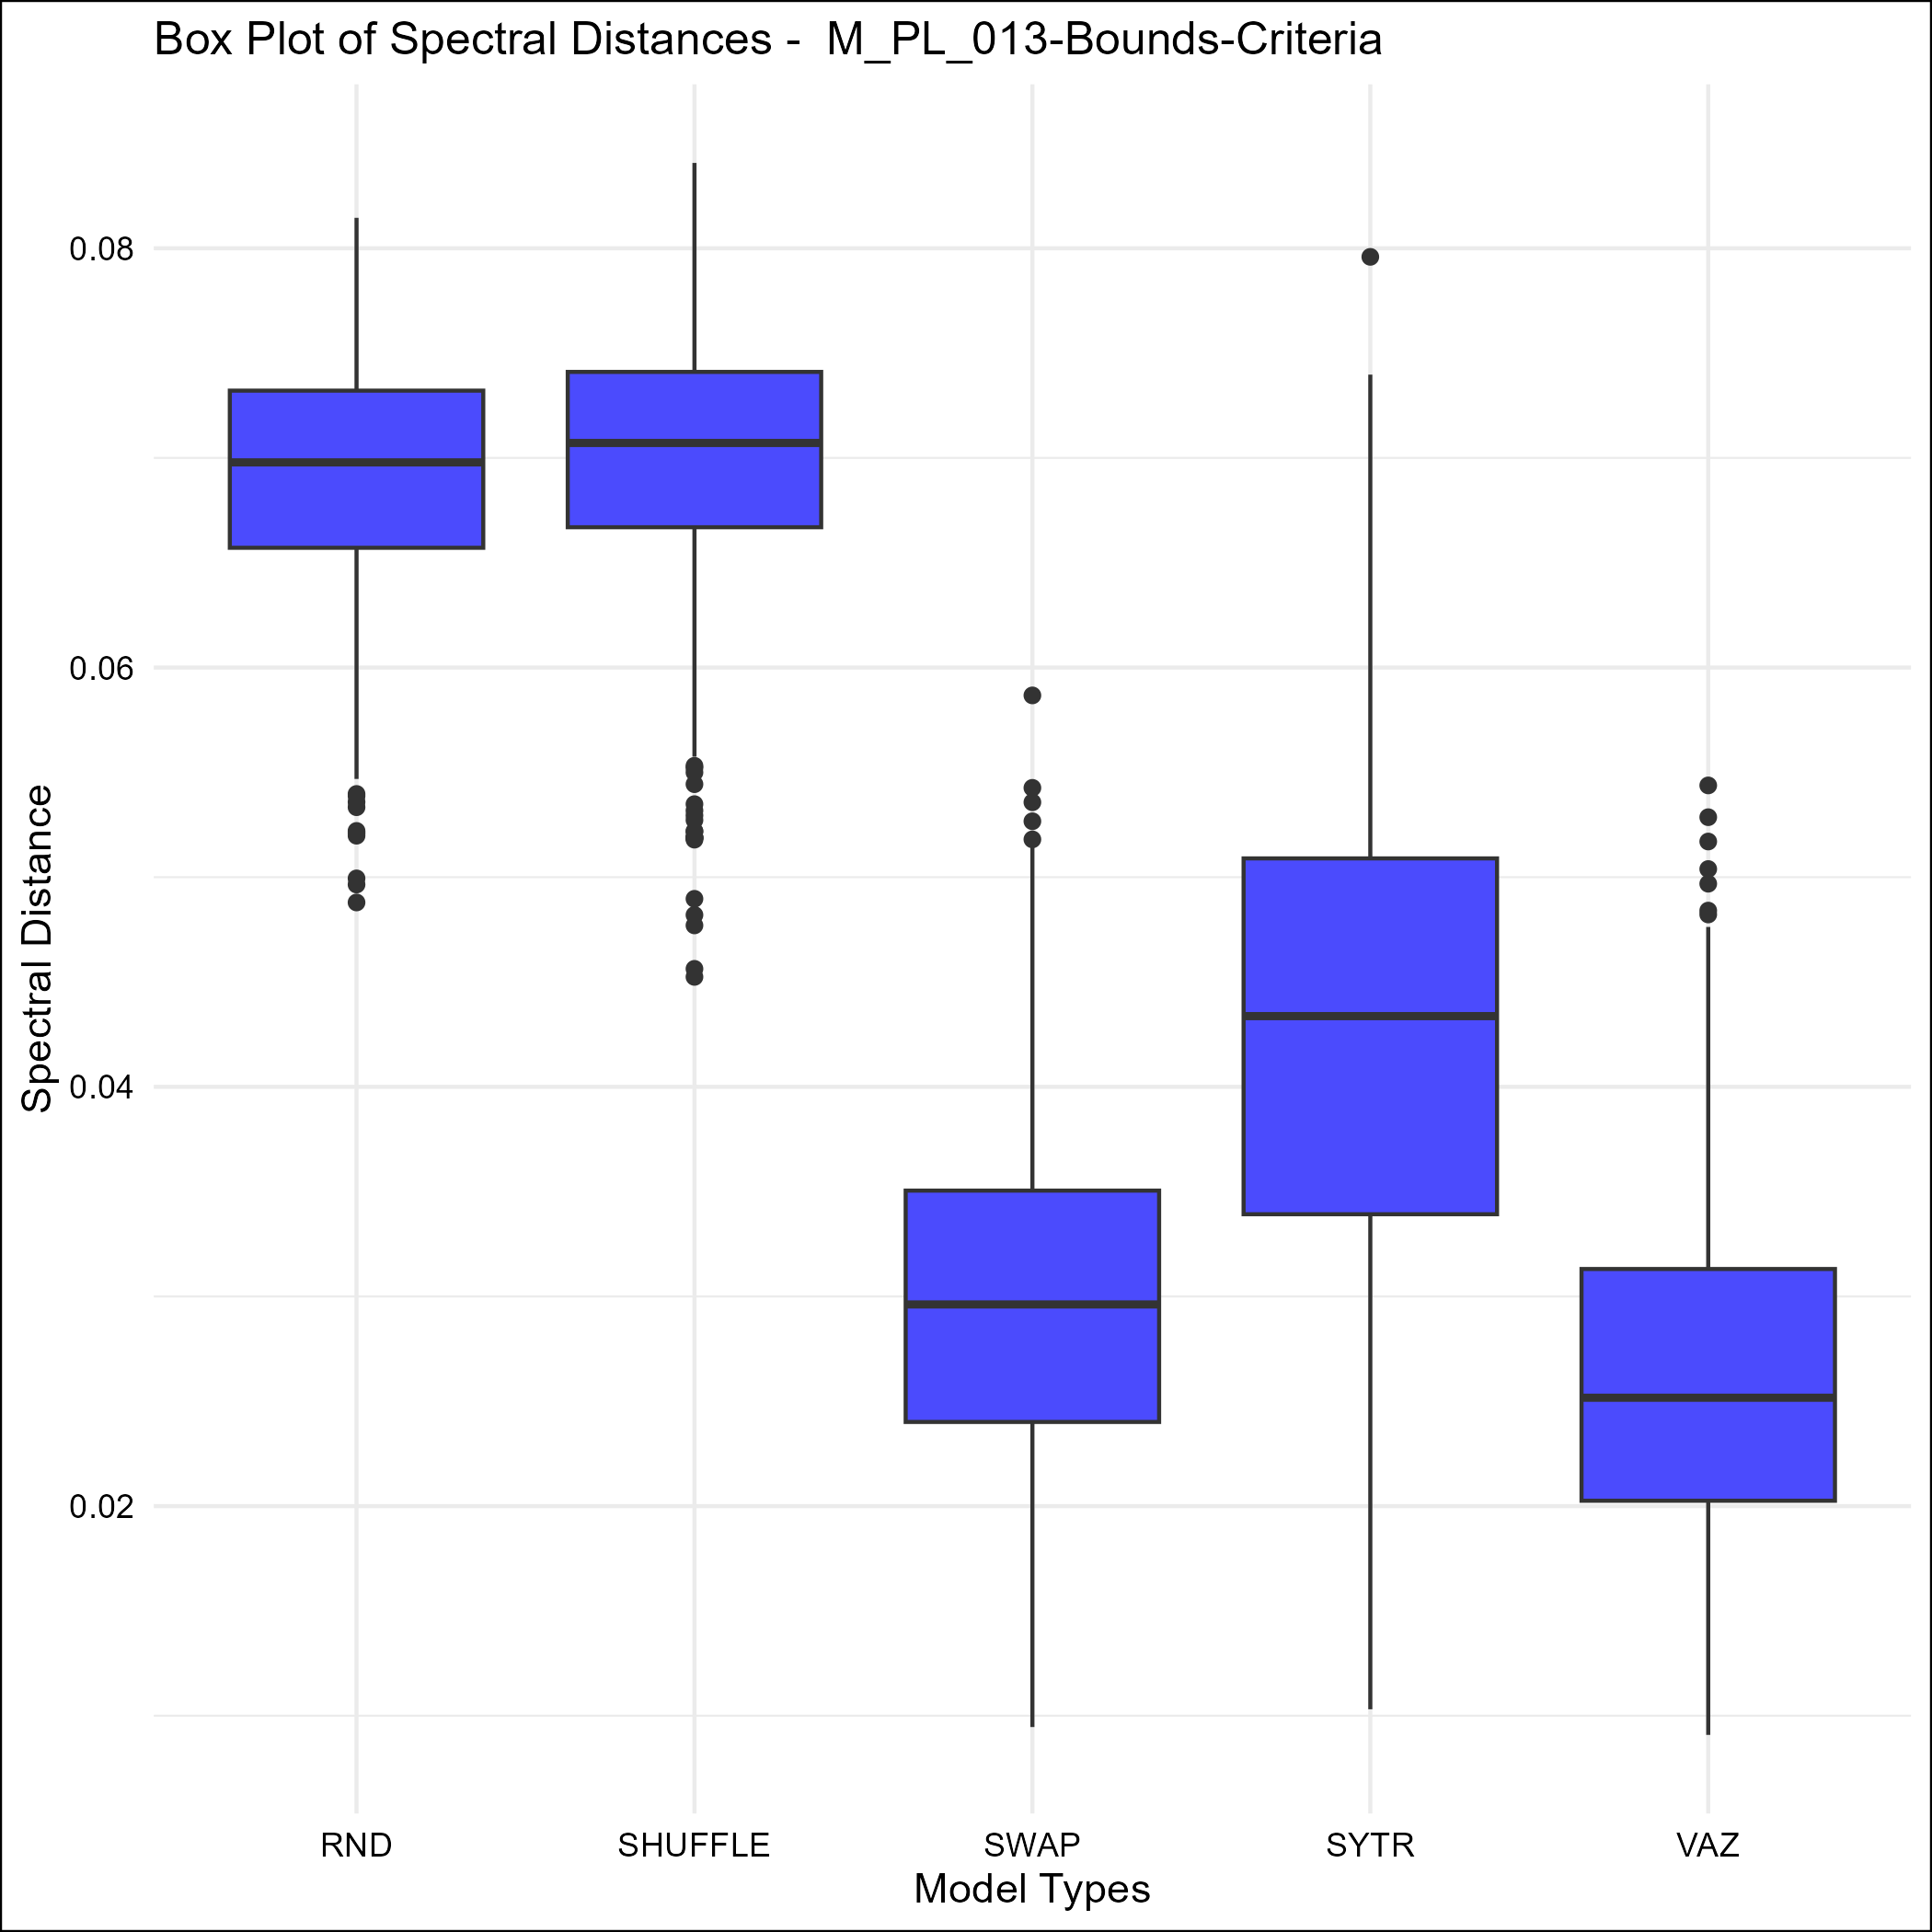 Box Plot of Spectral Distances -  M_PL_013-Bounds-Criteria
Spectral Distance
0.08
0.06
0.04
0.02
RND SHUFFLE SWAP SYTR VAZ
Model Types